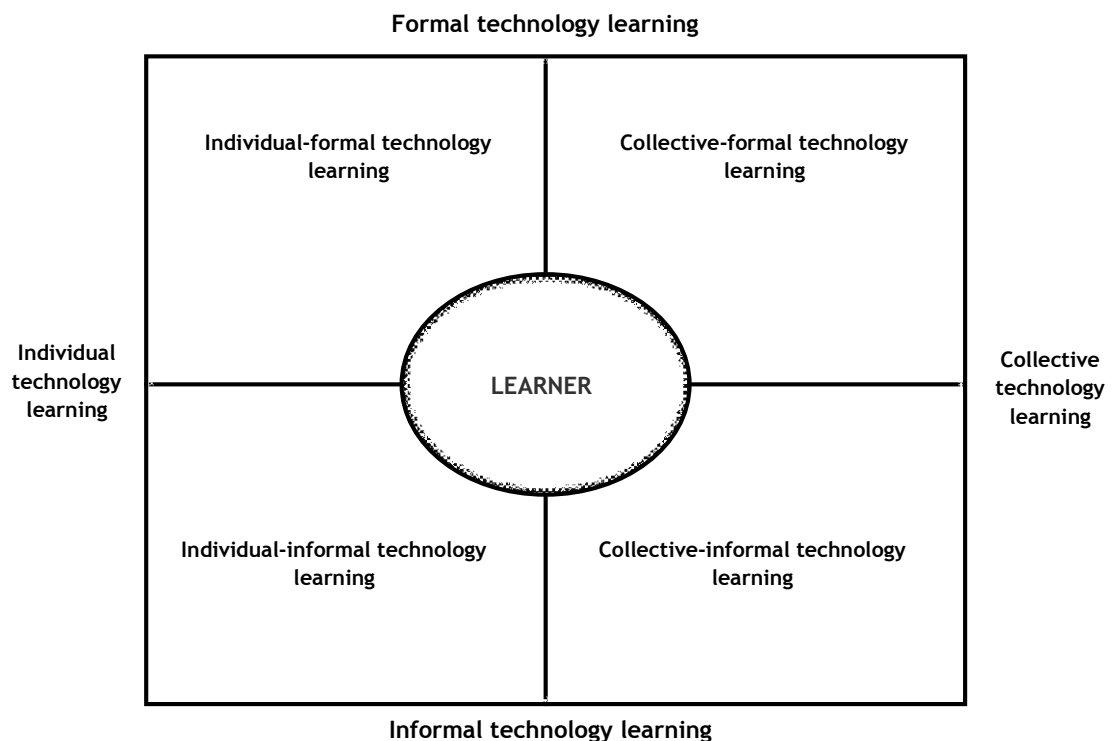 Formal technology learning
Individual-formal technology
learning
Collective-formal technology
learning
Individual
technology
learning
LEARNER
Collective
technology
learning
Individual-informal technology
learning
Collective-informal technology
learning
Informal technology learning